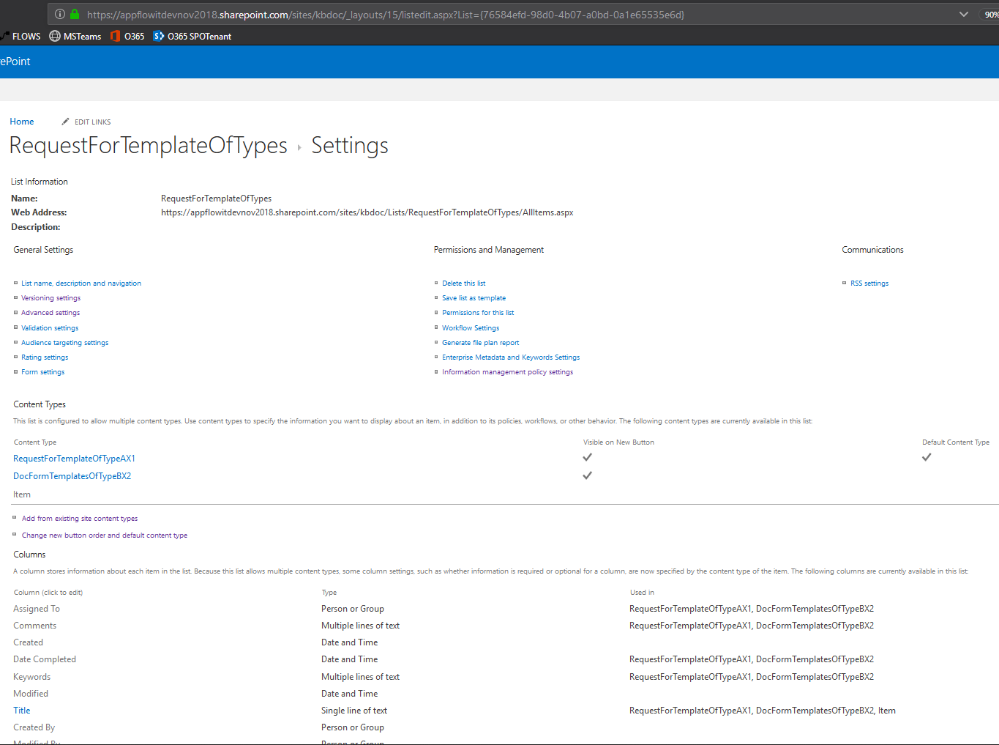 https://appflowitdevnov2018.sharepoint.com/sites/kbdoc/_layouts/15/listedit.aspx?List={76584efd-98d0-4b07-a0bd-0a1e65535e6d}
90%
FLOWS MSTeams O365 O365 SPOTenant
ePoint
Home EDIT LINKS
RequestForTemplateOfTypes Settings
List Information
Name: RequestForTemplateOfTypes
Web Address: https://appflowitdevnov2018.sharepoint.com/sites/kbdoc/Lists/RequestForTemplateOfTypes/AllItems.aspx
Description:
General Settings Permissions and Management Communications
List name, description and navigation Delete this list RSS settings
Versioning settings Save list as template
Advanced settings Permissions for this list
Validation settings Workflow Settings
Audience targeting settings Generate file plan report
Rating settings Enterprise Metadata and Keywords Settings
Form settings Information management policy settings
Content Types
This list is configured to allow multiple content types. Use content types to specify the information you want to display about an item, in addition to its policies, workflows, or other behavior. The following content types are currently available in this list:
Content Type Visible on New Button Default Content Type
RequestForTemplateOfTypeAX1
DocFormTemplatesOfTypeBX2
Item
Add from existing site content types
Change new button order and default content type
Columns
A column stores information about each item in the list. Because this list allows multiple content types, some column settings, such as whether information is required or optional for a column, are now specified by the content type of the item. The following columns are currently available in this list:
Column (click to edit) Type Used in
Assigned To Person or Group RequestForTemplateOfTypeAX1, DocFormTemplatesOfTypeBX2
Comments Multiple lines of text RequestForTemplateOfTypeAX1, DocFormTemplatesOfTypeBX2
Created Date and Time
Date Completed Date and Time RequestForTemplateOfTypeAX1, DocFormTemplatesOfTypeBX2
Keywords Multiple lines of text RequestForTemplateOfTypeAX1, DocFormTemplatesOfTypeBX2
Modified Date and Time
Title Single line of text RequestForTemplateOfTypeAX1, DocFormTemplatesOfTypeBX2, Item
Created By Person or Group
Modified By Person or Group